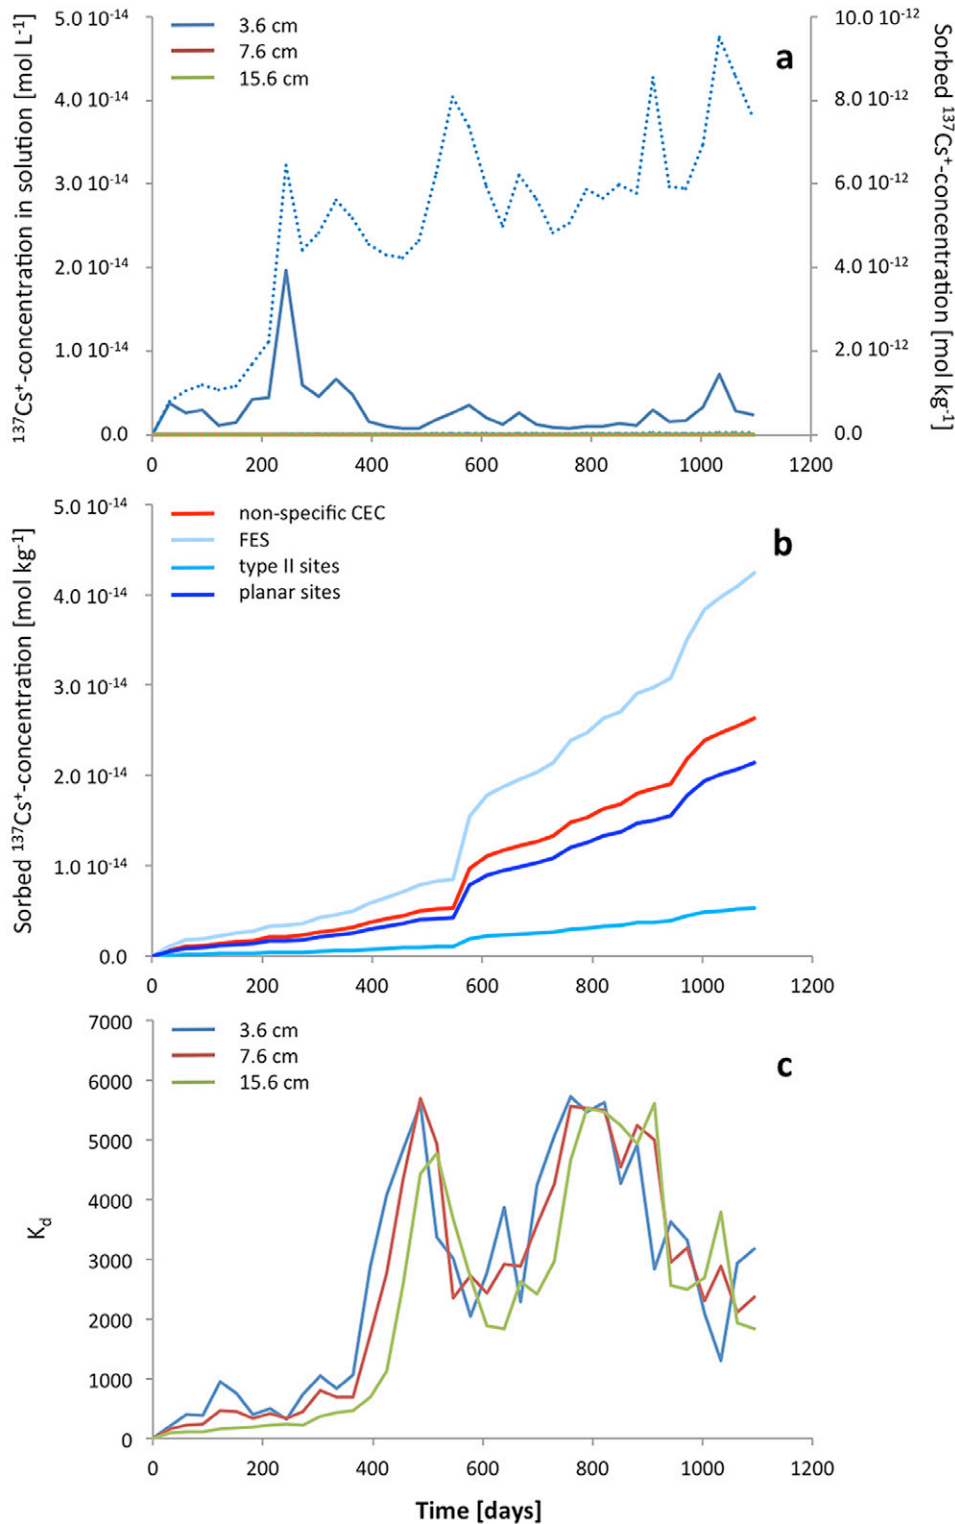 ¹³⁷Cs⁺-concentration in solution [mol L⁻¹]
5.0 10⁻¹⁴
4.0 10⁻¹⁴
3.0 10⁻¹⁴
2.0 10⁻¹⁴
1.0 10⁻¹⁴
0.0
3.6 cm
7.6 cm
15.6 cm
a
10.0 10⁻¹²
8.0 10⁻¹²
6.0 10⁻¹²
4.0 10⁻¹²
2.0 10⁻¹²
0.0
Sorbed ¹³⁷Cs⁺-concentration [mol kg⁻¹]
0 200 400 600 800 1000 1200
Sorbed ¹³⁷Cs⁺-concentration [mol kg⁻¹]
5.0 10⁻¹⁴
4.0 10⁻¹⁴
3.0 10⁻¹⁴
2.0 10⁻¹⁴
1.0 10⁻¹⁴
0.0
non-specific CEC
FES
type II sites
planar sites
b
0 200 400 600 800 1000 1200
K_d
7000
6000
5000
4000
3000
2000
1000
0
3.6 cm
7.6 cm
15.6 cm
c
0 200 400 600 800 1000 1200
Time [days]